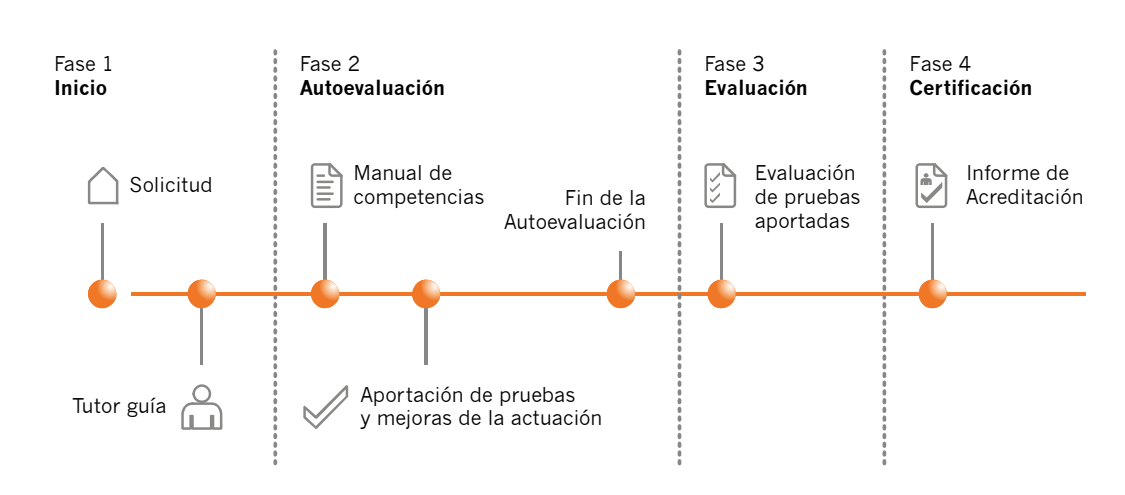 Fase 1
Inicio
Solicitud
Tutor guía
Fase 2
Autoevaluación
Manual de
competencias
Aportación de pruebas
y mejoras de la actuación
Fin de la
Autoevaluación
Fase 3
Evaluación
Evaluación
de pruebas
aportadas
Fase 4
Certificación
Informe de
Acreditación